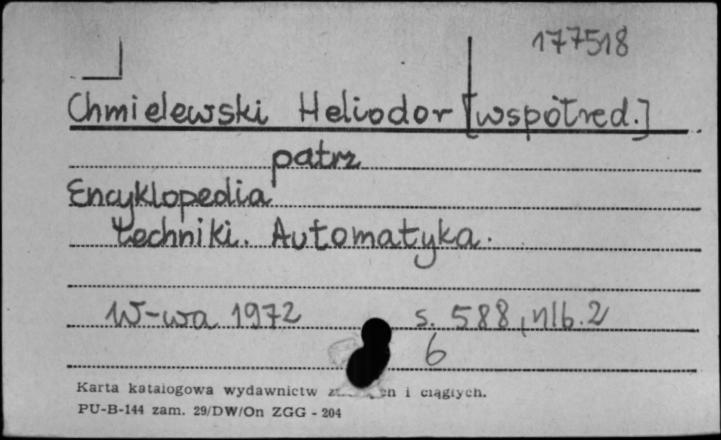 177518
Chmielewski Heliodor [współred.]
patrz
Encyklopedia
techniki. Automatyka.
W-wa 1972 s. 588, nlb. 2
6
Karta katalogowa wydawnictw i ciągłych.
PU-B-144 zam. 29/DW/On ZGG - 204